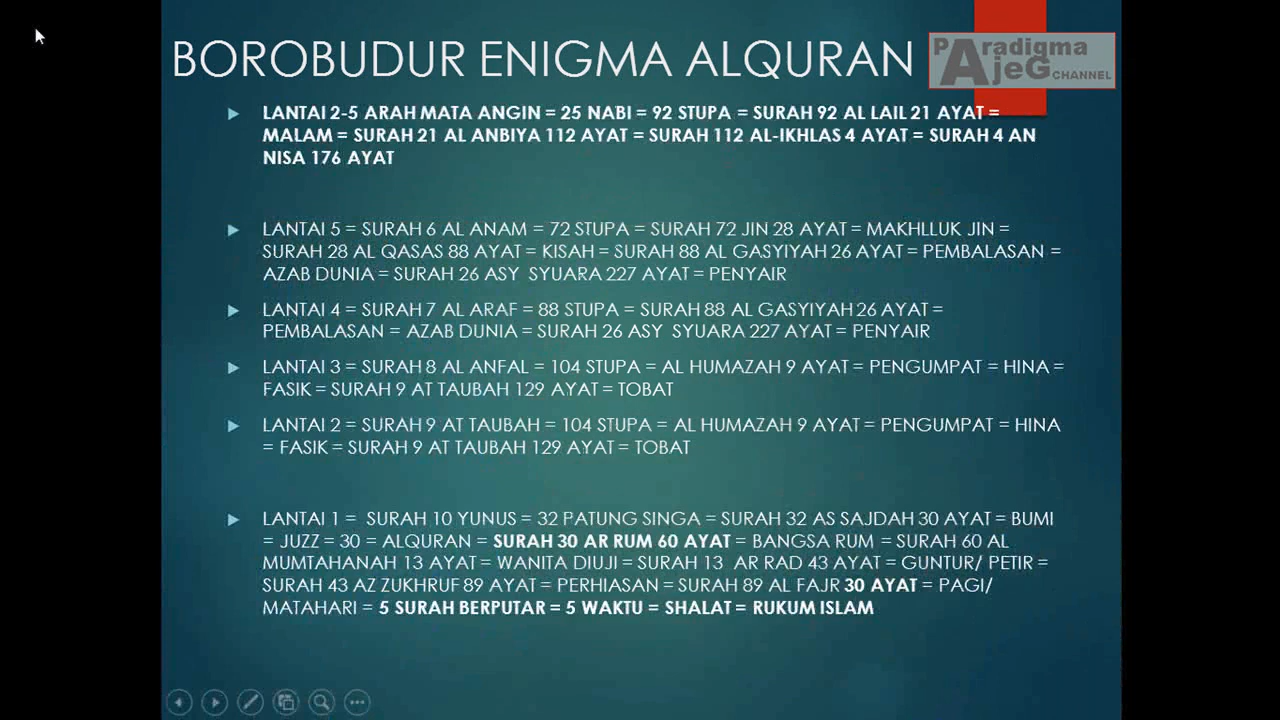 BOROBUDUR ENIGMA ALQURAN
Paradigma
AjeG CHANNEL
LANTAI 2-5 ARAH MATA ANGIN = 25 NABI = 92 STUPA = SURAH 92 AL LAIL 21 AYAT =
MALAM = SURAH 21 AL ANBIYA 112 AYAT = SURAH 112 AL-IKHLAS 4 AYAT = SURAH 4 AN
NISA 176 AYAT
LANTAI 5 = SURAH 6 AL ANAM = 72 STUPA = SURAH 72 JIN 28 AYAT = MAKHLLUK JIN =
SURAH 28 AL QASAS 88 AYAT = KISAH = SURAH 88 AL GASYIYAH 26 AYAT = PEMBALASAN =
AZAB DUNIA = SURAH 26 ASY SYUARA 227 AYAT = PENYAIR
LANTAI 4 = SURAH 7 AL ARAF = 88 STUPA = SURAH 88 AL GASYIYAH 26 AYAT =
PEMBALASAN = AZAB DUNIA = SURAH 26 ASY SYUARA 227 AYAT = PENYAIR
LANTAI 3 = SURAH 8 AL ANFAL = 104 STUPA = AL HUMAZAH 9 AYAT = PENGUMPAT = HINA =
FASIK = SURAH 9 AT TAUBAH 129 AYAT = TOBAT
LANTAI 2 = SURAH 9 AT TAUBAH = 104 STUPA = AL HUMAZAH 9 AYAT = PENGUMPAT = HINA
= FASIK = SURAH 9 AT TAUBAH 129 AYAT = TOBAT
LANTAI 1 = SURAH 10 YUNUS = 32 PATUNG SINGA = SURAH 32 AS SAJDAH 30 AYAT = BUMI
= JUZZ = 30 = ALQURAN = SURAH 30 AR RUM 60 AYAT = BANGSA RUM = SURAH 60 AL
MUMTAHANAH 13 AYAT = WANITA DIUJI = SURAH 13 AR RAD 43 AYAT = GUNTUR/ PETIR =
SURAH 43 AZ ZUKHRUF 89 AYAT = PERHIASAN = SURAH 89 AL FAJR 30 AYAT = PAGI/
MATAHARI = 5 SURAH BERPUTAR = 5 WAKTU = SHALAT = RUKUM ISLAM